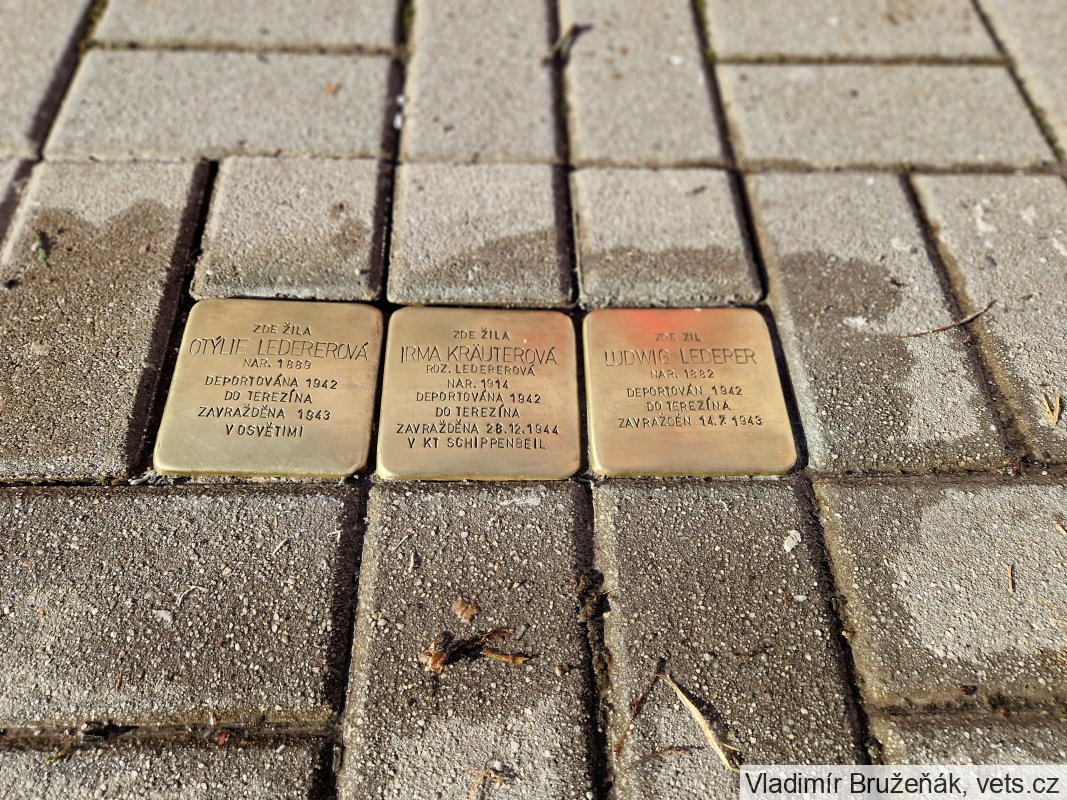 ZDE ŽILA
OTÝLIE LEDEREROVÁ
NAR. 1889
DEPORTOVÁNA 1942
DO TEREZÍNA
ZAVRAŽDĚNA 1943
V OSVĚTIMI
ZDE ŽILA
IRMA KRÄUTEROVÁ
ROZ. LEDEREROVÁ
NAR. 1914
DEPORTOVÁNA 1942
DO TEREZÍNA
ZAVRAŽDĚNA 28.12.1944
V KT SCHIPPENBEIL
ZDE ŽIL
LUDWIG LEDERER
NAR. 1882
DEPORTOVÁN 1942
DO TEREZÍNA
ZAVRAŽDĚN 14.7.1943
Vladimír Bružeňák, vets.cz